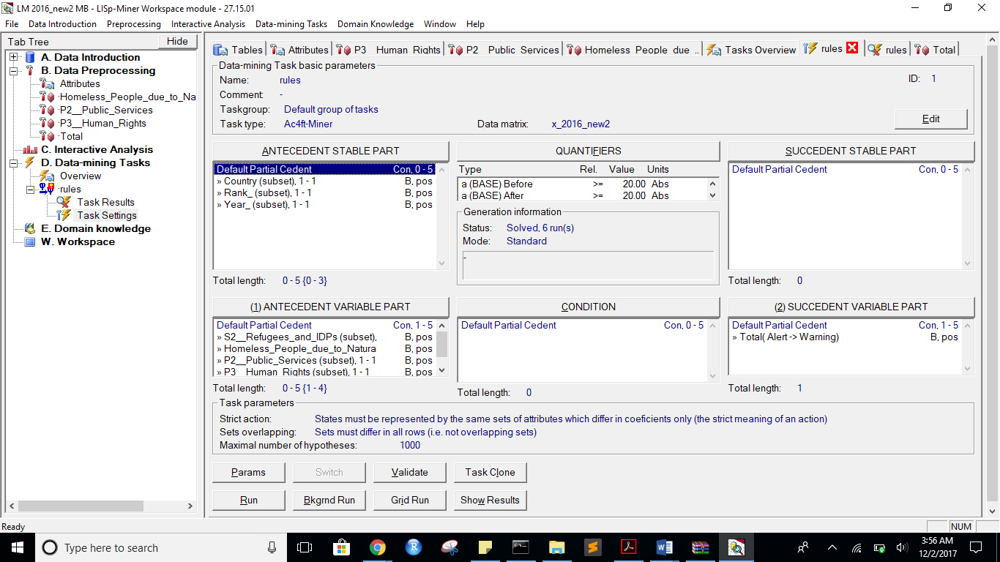 LM 2016_new2 MB - LISp-Miner Workspace module - 27.15.01
File Data Introduction Preprocessing Interactive Analysis Data-mining Tasks Domain Knowledge Window Help
Tab Tree Hide
A. Data Introduction
B. Data Preprocessing
Attributes
Homeless_People_due_to_Na
P2__Public_Services
P3__Human_Rights
Total
C. Interactive Analysis
D. Data-mining Tasks
Overview
rules
Task Results
Task Settings
E. Domain knowledge
W. Workspace
Tables Attributes P3 Human Rights P2 Public Services Homeless People due .. Tasks Overview rules rules Total
Data-mining Task basic parameters
Name: rules ID: 1
Comment: -
Taskgroup: Default group of tasks
Task type: Ac4ft-Miner Data matrix: x_2016_new2
Edit
ANTECEDENT STABLE PART
Default Partial Cedent Con, 0 - 5
» Country (subset), 1 - 1 B, pos
» Rank_ (subset), 1 - 1 B, pos
» Year_ (subset), 1 - 1 B, pos
Total length: 0 - 5 {0 - 3}
QUANTIFIERS
Type Rel. Value Units
a (BASE) Before >= 20.00 Abs
a (BASE) After >= 20.00 Abs
Generation information
Status: Solved, 6 run(s)
Mode: Standard
-
SUCCEDENT STABLE PART
Default Partial Cedent Con, 0 - 5
Total length: 0
(1) ANTECEDENT VARIABLE PART
Default Partial Cedent Con, 1 - 5
» S2__Refugees_and_IDPs (subset), B, pos
» Homeless_People_due_to_Natura B, pos
» P2__Public_Services (subset), 1 - 1 B, pos
» P3__Human_Rights (subset), 1 - 1 B, pos
Total length: 0 - 5 {1 - 4}
CONDITION
Default Partial Cedent Con, 0 - 5
Total length: 0
(2) SUCCEDENT VARIABLE PART
Default Partial Cedent Con, 1 - 5
» Total( Alert -> Warning) B, pos
Total length: 1
Task parameters
Strict action: States must be represented by the same sets of attributes which differ in coeficients only (the strict meaning of an action)
Sets overlapping: Sets must differ in all rows (i.e. not overlapping sets)
Maximal number of hypotheses: 1000
Params Switch Validate Task Clone
Run Bkgrnd Run Grid Run Show Results
Ready NUM
Type here to search
3:56 AM
12/2/2017